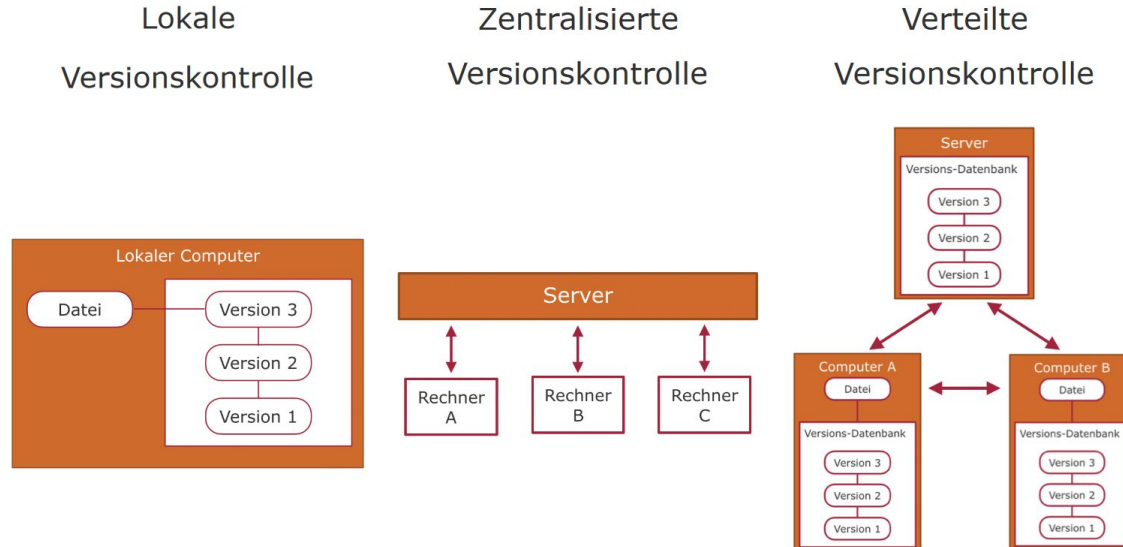 Lokale
Versionskontrolle
Lokaler Computer
Datei
Version 3
Version 2
Version 1
Zentralisierte
Versionskontrolle
Server
Rechner
A
Rechner
B
Rechner
C
Verteilte
Versionskontrolle
Server
Versions-Datenbank
Version 3
Version 2
Version 1
Computer A
Datei
Versions-Datenbank
Version 3
Version 2
Version 1
Computer B
Datei
Versions-Datenbank
Version 3
Version 2
Version 1